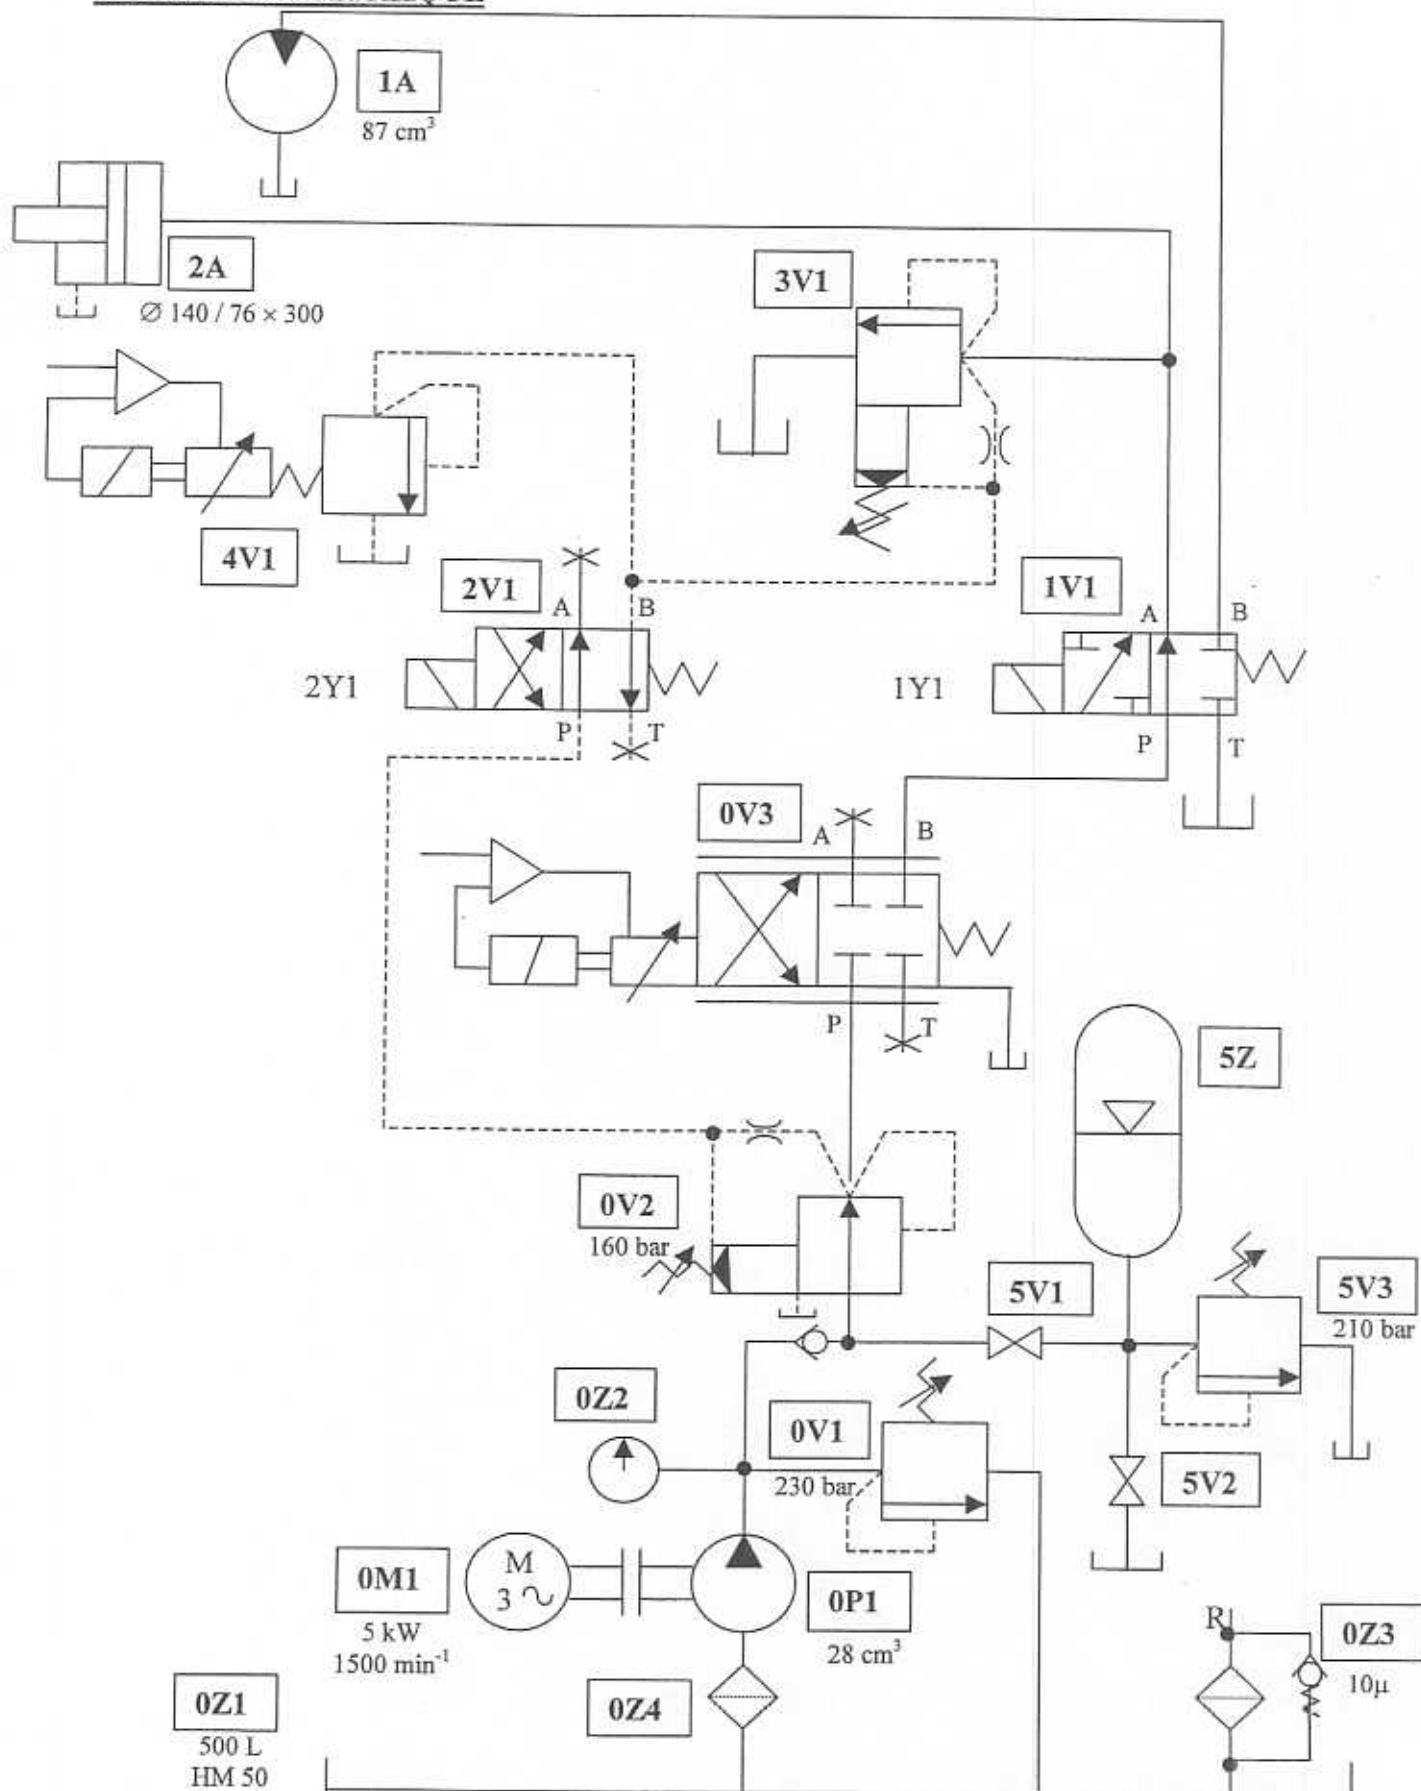 1A
87 cm³
2A
Ø 140 / 76 × 300
3V1
4V1
2V1
A
B
1V1
A
B
2Y1
1Y1
P
T
P
T
0V3
A
B
P
T
5Z
0V2
160 bar
5V1
5V3
210 bar
0Z2
0V1
230 bar
5V2
M
3 ~
0M1
5 kW
1500 min⁻¹
0P1
28 cm³
R
0Z3
10µ
0Z1
500 L
HM 50
0Z4